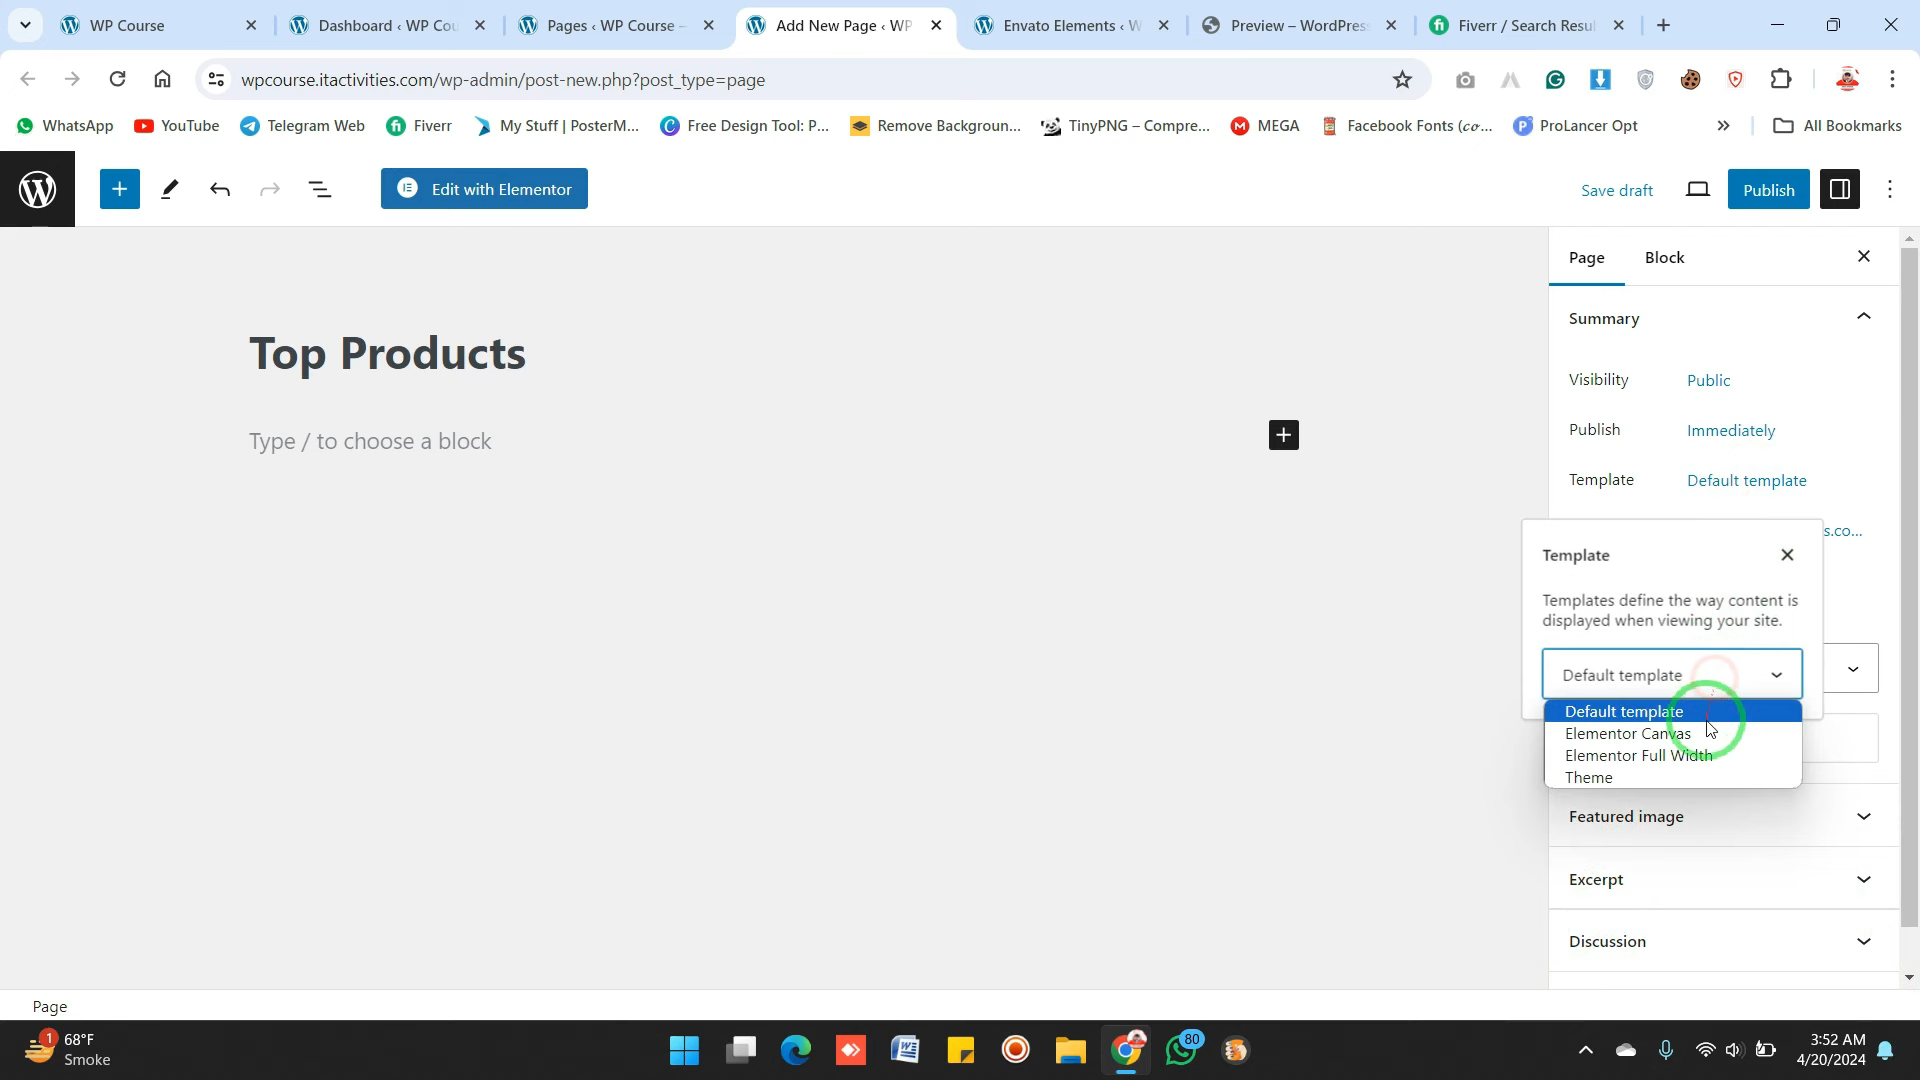 WP Course
Dashboard ‹ WP Cou
Pages ‹ WP Course –
Add New Page ‹ WP
Envato Elements ‹ W
Preview – WordPres
Fiverr / Search Resul
wpcourse.itactivities.com/wp-admin/post-new.php?post_type=page
WhatsApp
YouTube
Telegram Web
Fiverr
My Stuff | PosterM...
Free Design Tool: P...
Remove Backgroun...
TinyPNG – Compre...
MEGA
Facebook Fonts (co...
ProLancer Opt
All Bookmarks
Edit with Elementor
Save draft
Publish
Top Products
Type / to choose a block
Page
Block
Summary
Visibility
Public
Publish
Immediately
Template
Default template
s.co...
Template
Templates define the way content is
displayed when viewing your site.
Default template
Default template
Elementor Canvas
Elementor Full Width
Theme
Featured image
Excerpt
Discussion
Page
1
68°F
Smoke
80
3:52 AM
4/20/2024